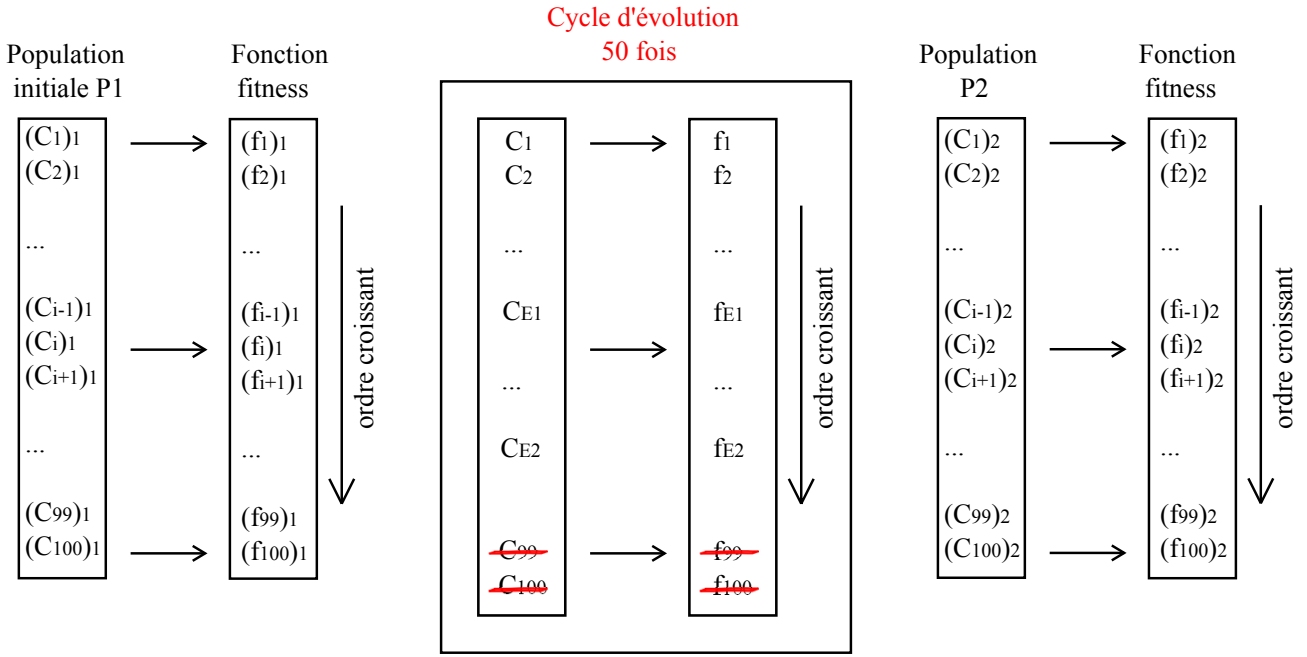 Cycle d'évolution
50 fois
Population
initiale P1
Fonction
fitness
(C1)1
(C2)1
...
(Ci-1)1
(Ci)1
(Ci+1)1
...
(C99)1
(C100)1
(f1)1
(f2)1
...
(fi-1)1
(fi)1
(fi+1)1
...
(f99)1
(f100)1
ordre croissant
C1
C2
...
CE1
...
CE2
C99
C100
f1
f2
...
fE1
...
fE2
f99
f100
ordre croissant
Population
P2
Fonction
fitness
(C1)2
(C2)2
...
(Ci-1)2
(Ci)2
(Ci+1)2
...
(C99)2
(C100)2
(f1)2
(f2)2
...
(fi-1)2
(fi)2
(fi+1)2
...
(f99)2
(f100)2
ordre croissant